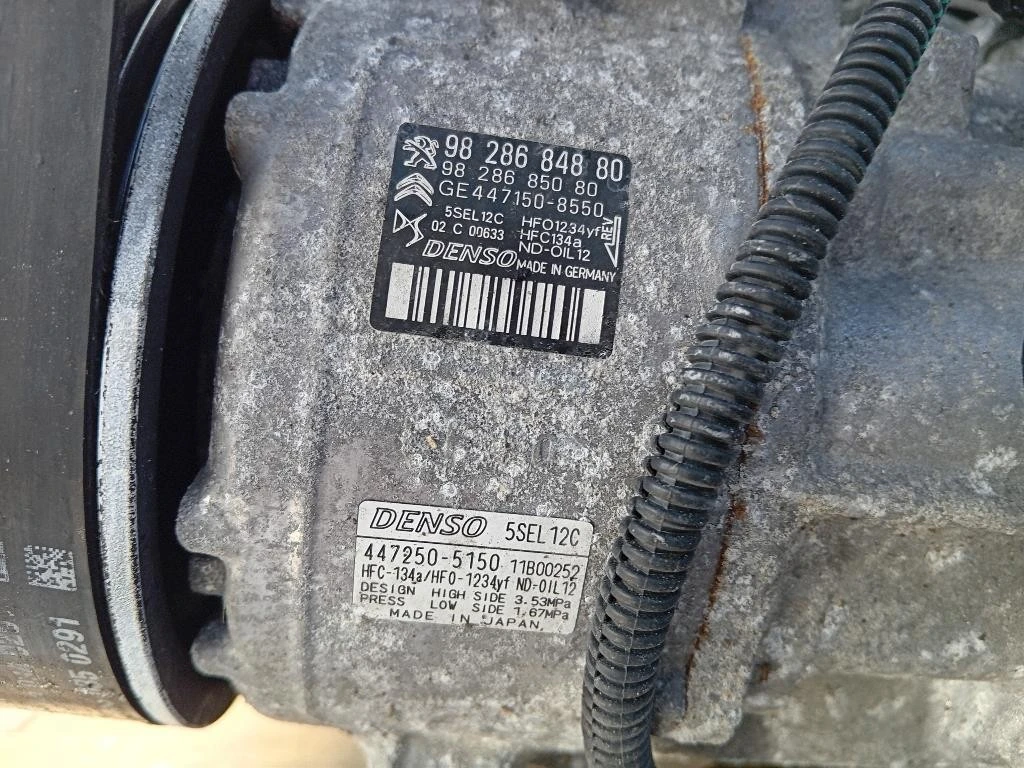 98 286 848 80
98 286 850 80
GE447150-8550
5SEL12C HFO1234yf REV
02 C 00633 HFC134a
ND-OIL12
DENSO MADE IN GERMANY
DENSO 5SEL12C
447250-5150 11B00252
HFC-134a/HFO-1234yf ND-OIL12
DESIGN HIGH SIDE 3.53MPa
PRESS LOW SIDE 1.67MPa
MADE IN JAPAN
0291